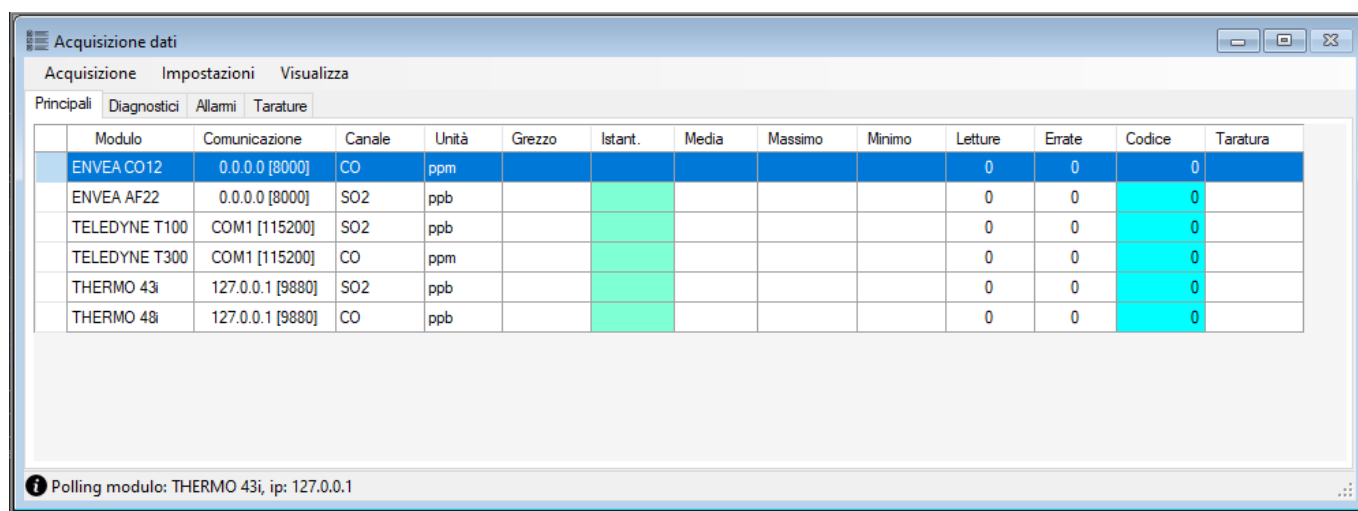 Acquisizione dati
Acquisizione Impostazioni Visualizza
Principali Diagnostici Allarmi Tarature
Modulo Comunicazione Canale Unità Grezzo Istant. Media Massimo Minimo Letture Errate Codice Taratura
ENVEA CO12 0.0.0.0 [8000] CO ppm 0 0 0
ENVEA AF22 0.0.0.0 [8000] SO2 ppb 0 0 0
TELEDYNE T100 COM1 [115200] SO2 ppb 0 0 0
TELEDYNE T300 COM1 [115200] CO ppm 0 0 0
THERMO 43i 127.0.0.1 [9880] SO2 ppb 0 0 0
THERMO 48i 127.0.0.1 [9880] CO ppb 0 0 0
Polling modulo: THERMO 43i, ip: 127.0.0.1